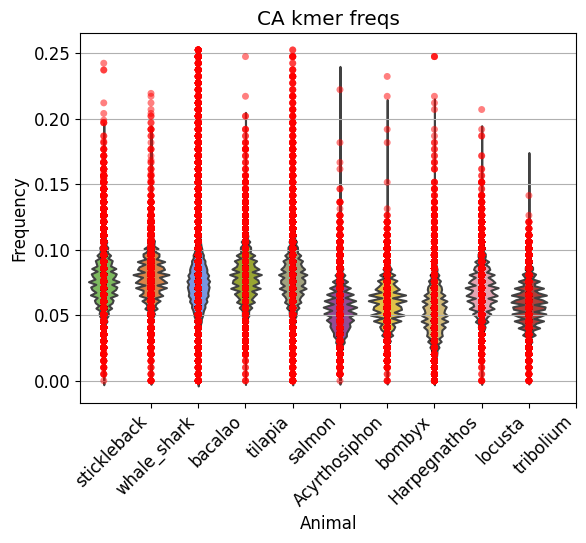 CA kmer freqs
Frequency
0.25
0.20
0.15
0.10
0.05
0.00
stickleback
whale_shark
bacalao
tilapia
salmon
Acyrthosiphon
bombyx
Harpegnathos
locusta
tribolium
Animal